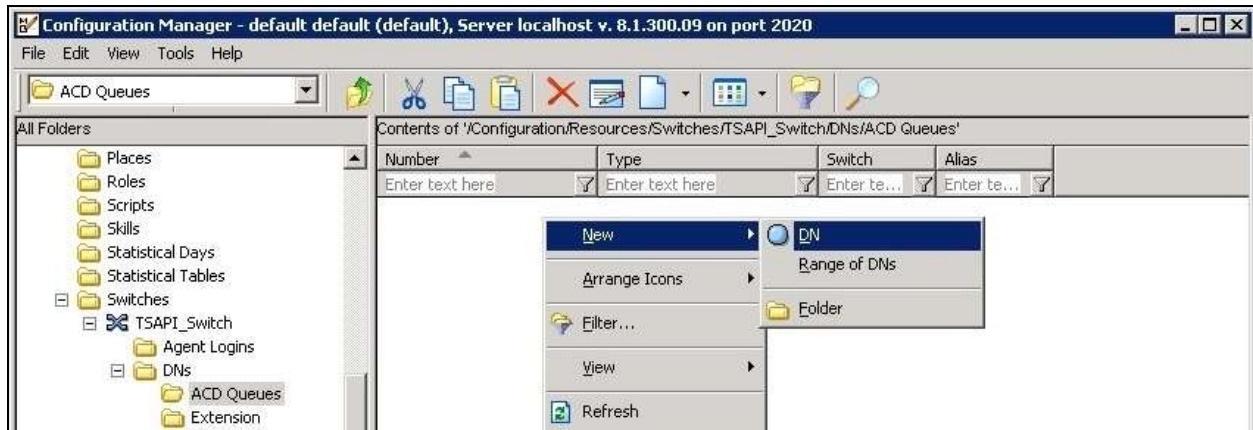 Configuration Manager - default default (default), Server localhost v. 8.1.300.09 on port 2020
File Edit View Tools Help
ACD Queues
All Folders
Contents of '/Configuration/Resources/Switches/TSAPI_Switch/DNs/ACD Queues'
Number Type Switch Alias
Enter text here Enter text here Enter te... Enter te...
Places
Roles
Scripts
Skills
Statistical Days
Statistical Tables
Switches
TSAPI_Switch
Agent Logins
DNs
ACD Queues
Extension
New
Arrange Icons
Filter...
View
Refresh
DN
Range of DNs
Folder